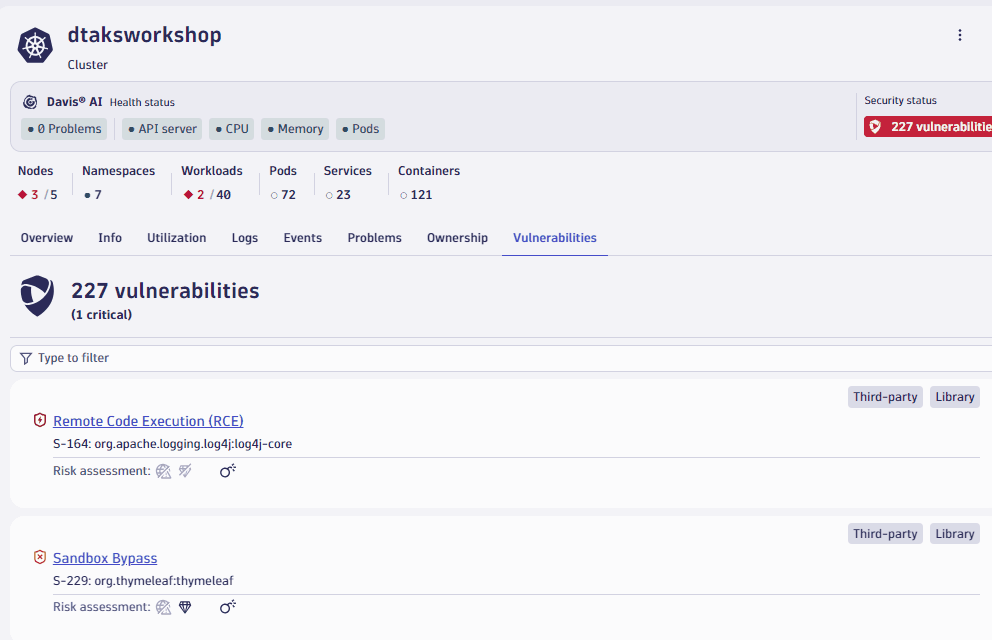 dtaksworkshop
Cluster
Davis® AI Health status
Security status
0 Problems API server CPU Memory Pods
227 vulnerabilitie
Nodes Namespaces Workloads Pods Services Containers
3 /5 7 2 /40 72 23 121
Overview Info Utilization Logs Events Problems Ownership Vulnerabilities
227 vulnerabilities
(1 critical)
Type to filter
Third-party Library
Remote Code Execution (RCE)
S-164: org.apache.logging.log4j:log4j-core
Risk assessment:
Third-party Library
Sandbox Bypass
S-229: org.thymeleaf:thymeleaf
Risk assessment: